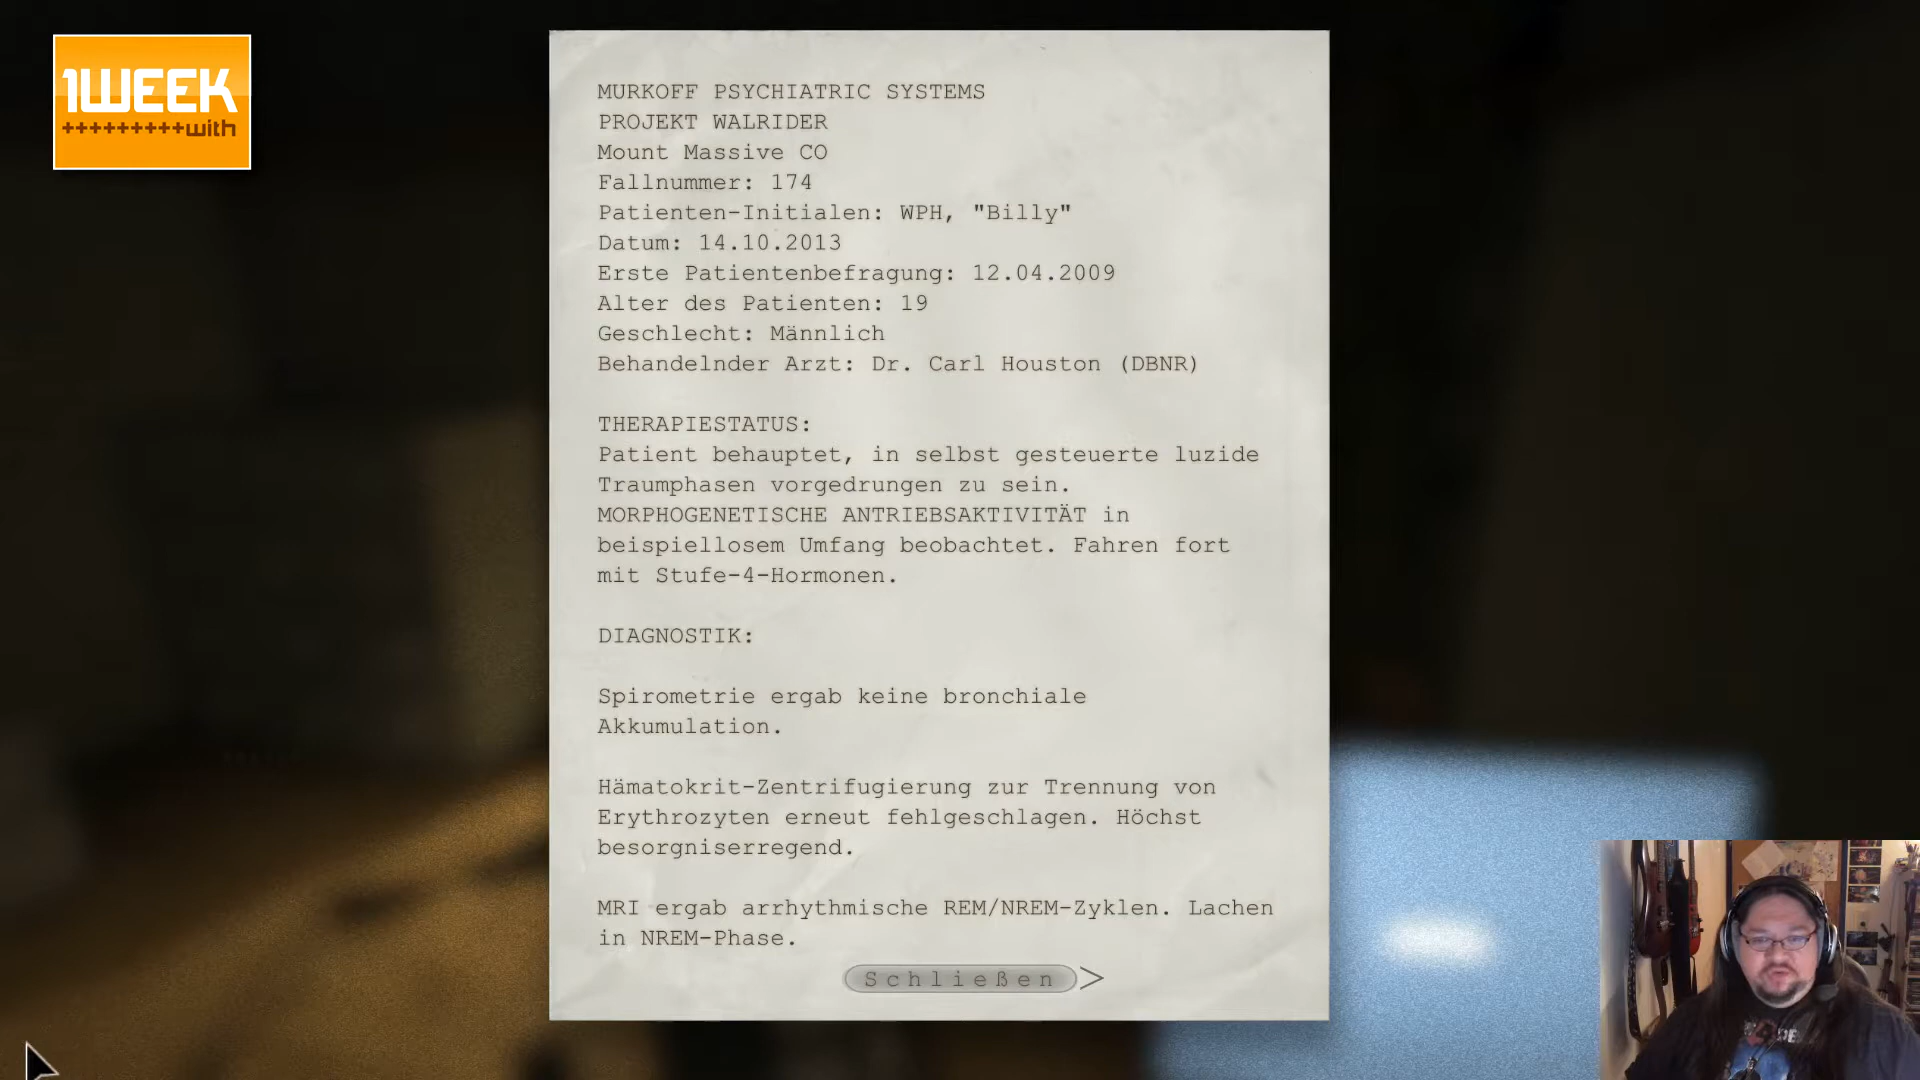 1WEEK
with
MURKOFF PSYCHIATRIC SYSTEMS
PROJEKT WALRIDER
Mount Massive CO
Fallnummer: 174
Patienten-Initialen: WPH, "Billy"
Datum: 14.10.2013
Erste Patientenbefragung: 12.04.2009
Alter des Patienten: 19
Geschlecht: Männlich
Behandelnder Arzt: Dr. Carl Houston (DBNR)
THERAPIESTATUS:
Patient behauptet, in selbst gesteuerte luzide
Traumphasen vorgedrungen zu sein.
MORPHOGENETISCHE ANTRIEBSAKTIVITÄT in
beispiellosem Umfang beobachtet. Fahren fort
mit Stufe-4-Hormonen.
DIAGNOSTIK:
Spirometrie ergab keine bronchiale
Akkumulation.
Hämatokrit-Zentrifugierung zur Trennung von
Erythrozyten erneut fehlgeschlagen. Höchst
besorgniserregend.
MRI ergab arrhythmische REM/NREM-Zyklen. Lachen
in NREM-Phase.
Schließen >